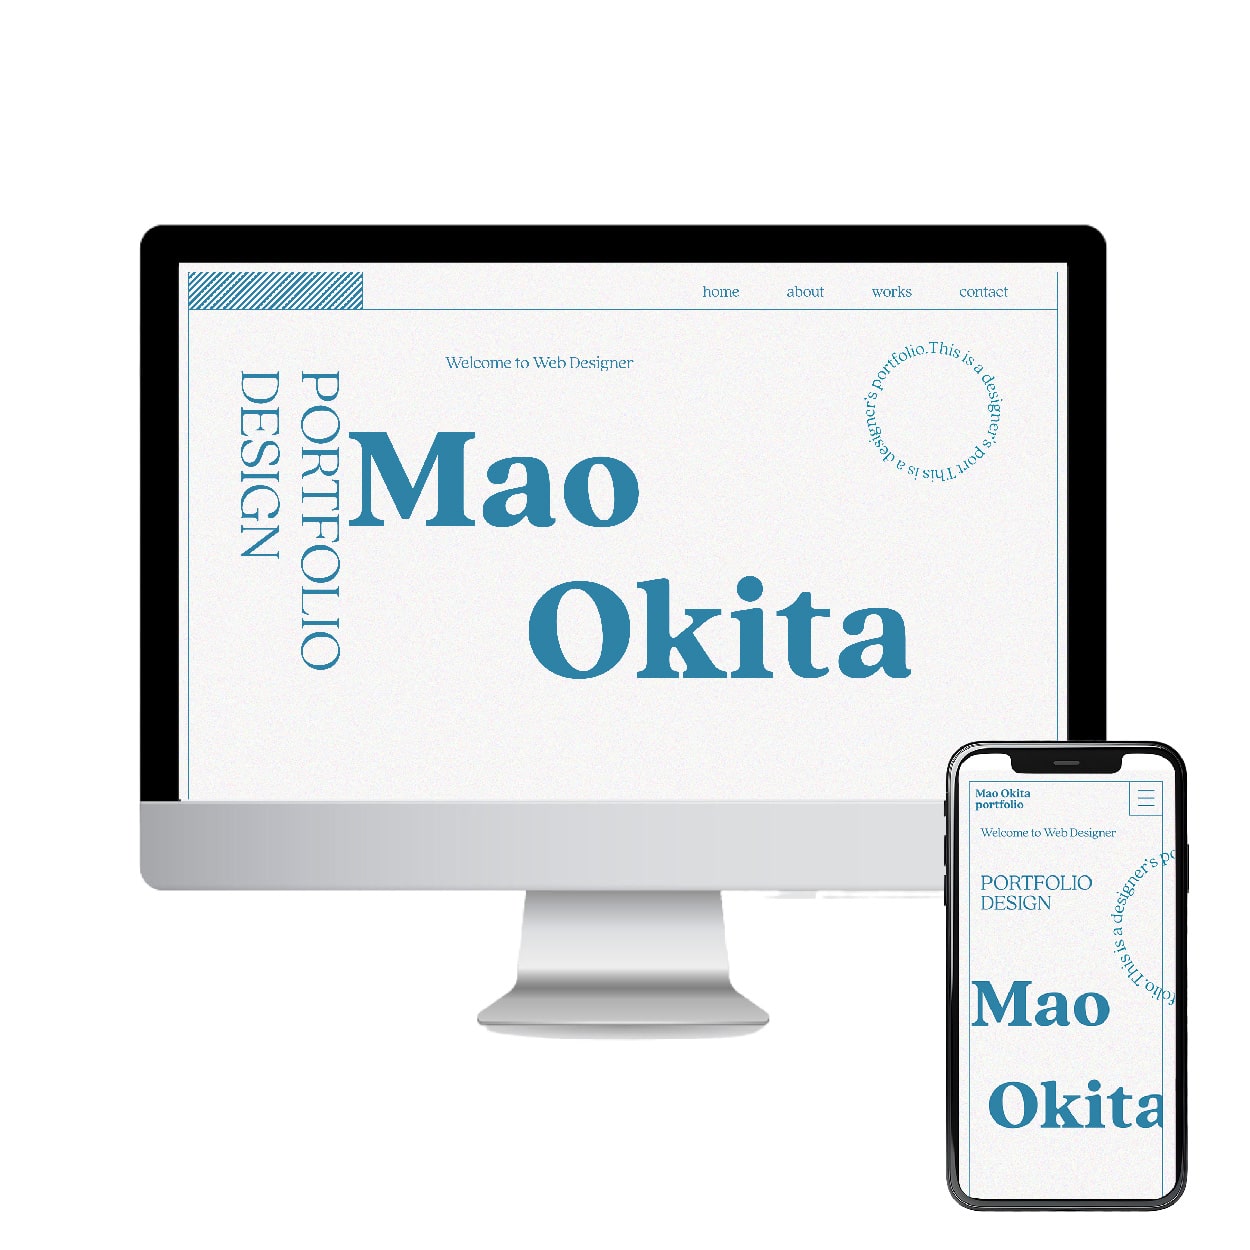 home about works contact
Welcome to Web Designer
This is a designer's port This is a designer's portfolio.
PORTFOLIO
DESIGN
Mao
Okita
Mao Okita
portfolio
Welcome to Web Designer
PORTFOLIO
DESIGN
folio.This is a designer's po
Mao
Okita